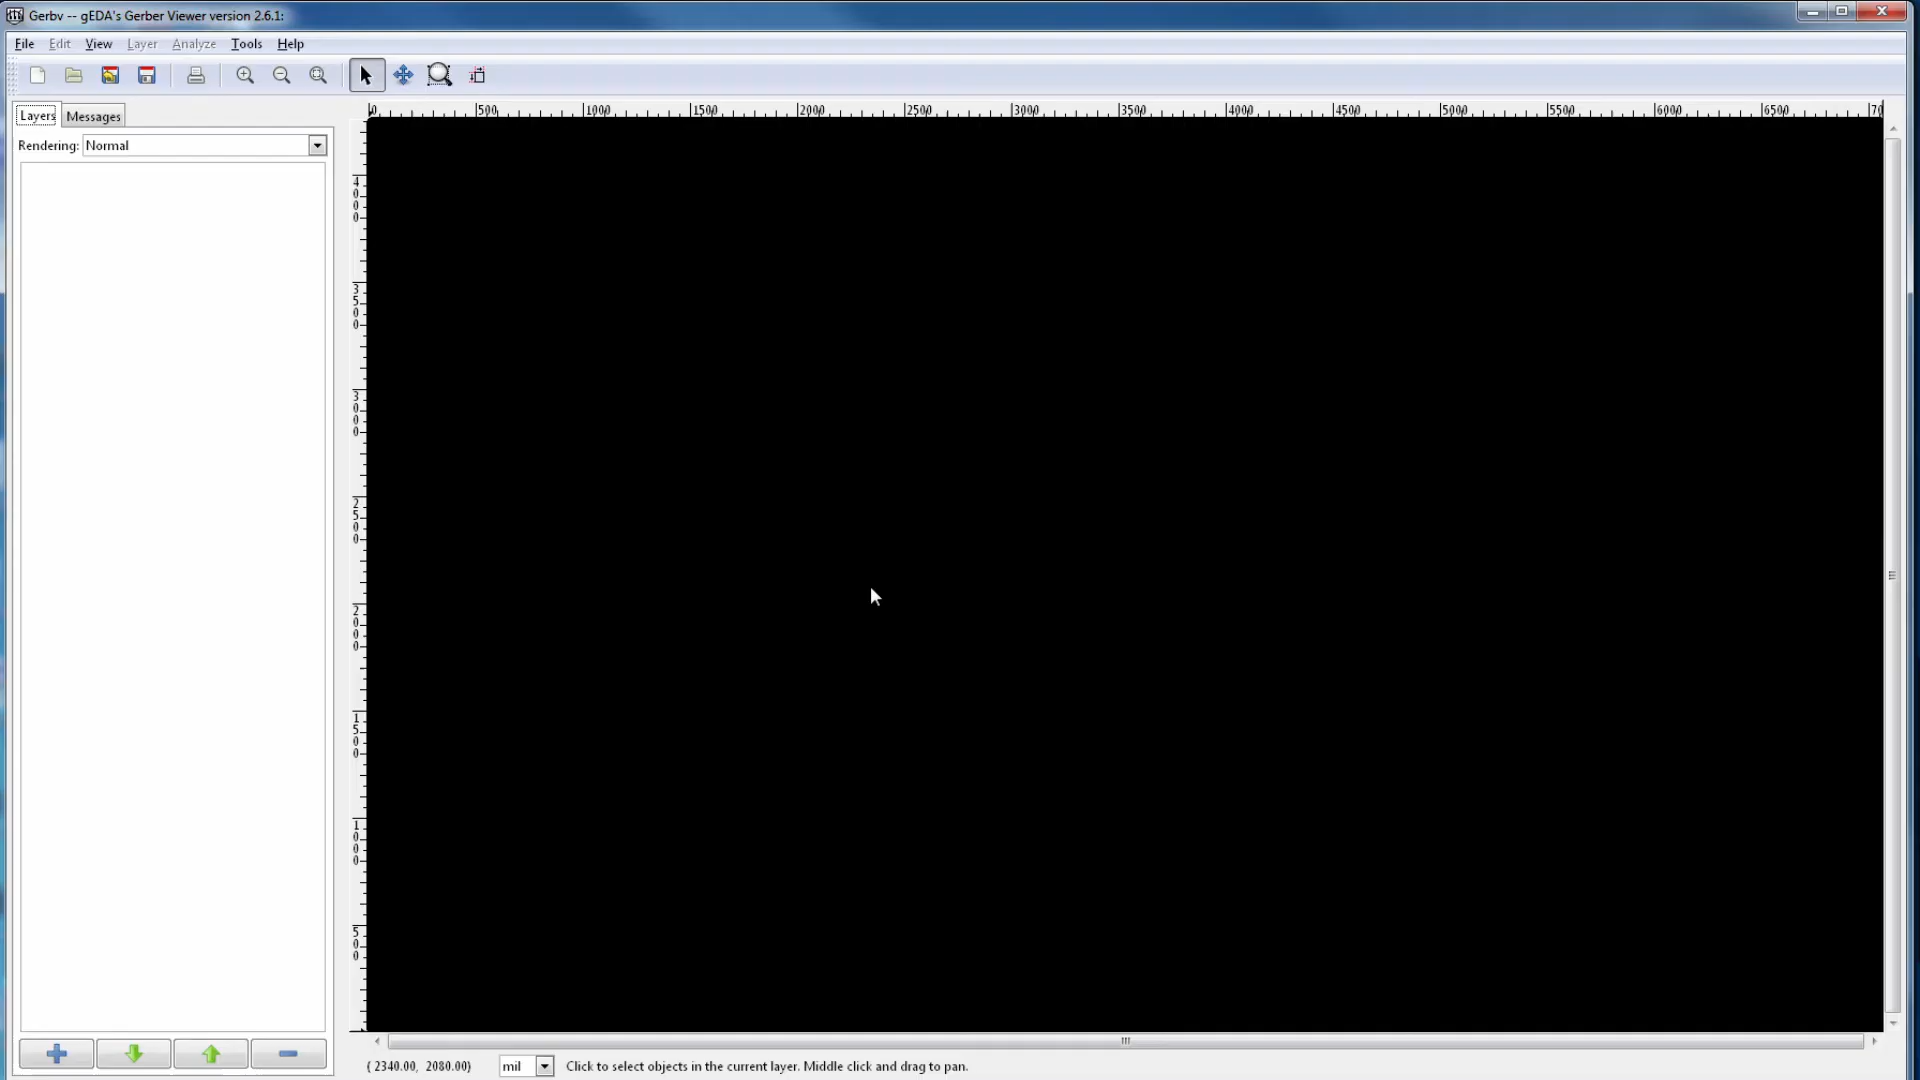 Gerbv -- gEDA's Gerber Viewer version 2.6.1:
File Edit View Layer Analyze Tools Help
Layers Messages
Rendering: Normal
0 500 1000 1500 2000 2500 3000 3500 4000 4500 5000 5500 6000 6500 70
4000
3500
3000
2500
2000
1500
1000
500
( 2340.00, 2080.00) mil Click to select objects in the current layer. Middle click and drag to pan.